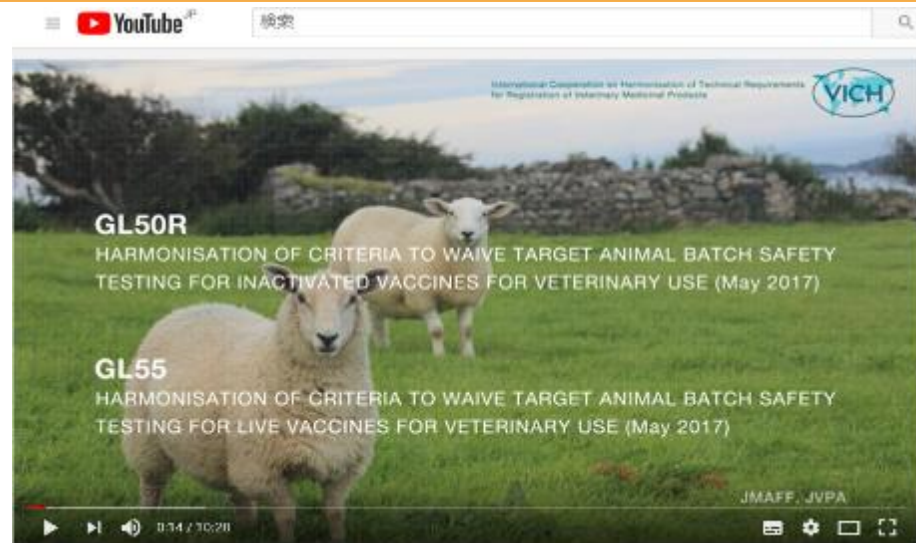 YouTube JP
検索
International Cooperation on Harmonisation of Technical Requirements
for Registration of Veterinary Medicinal Products
VICH
GL50R
HARMONISATION OF CRITERIA TO WAIVE TARGET ANIMAL BATCH SAFETY
TESTING FOR INACTIVATED VACCINES FOR VETERINARY USE (May 2017)
GL55
HARMONISATION OF CRITERIA TO WAIVE TARGET ANIMAL BATCH SAFETY
TESTING FOR LIVE VACCINES FOR VETERINARY USE (May 2017)
JMAFF, JVPA
0:14 / 10:20